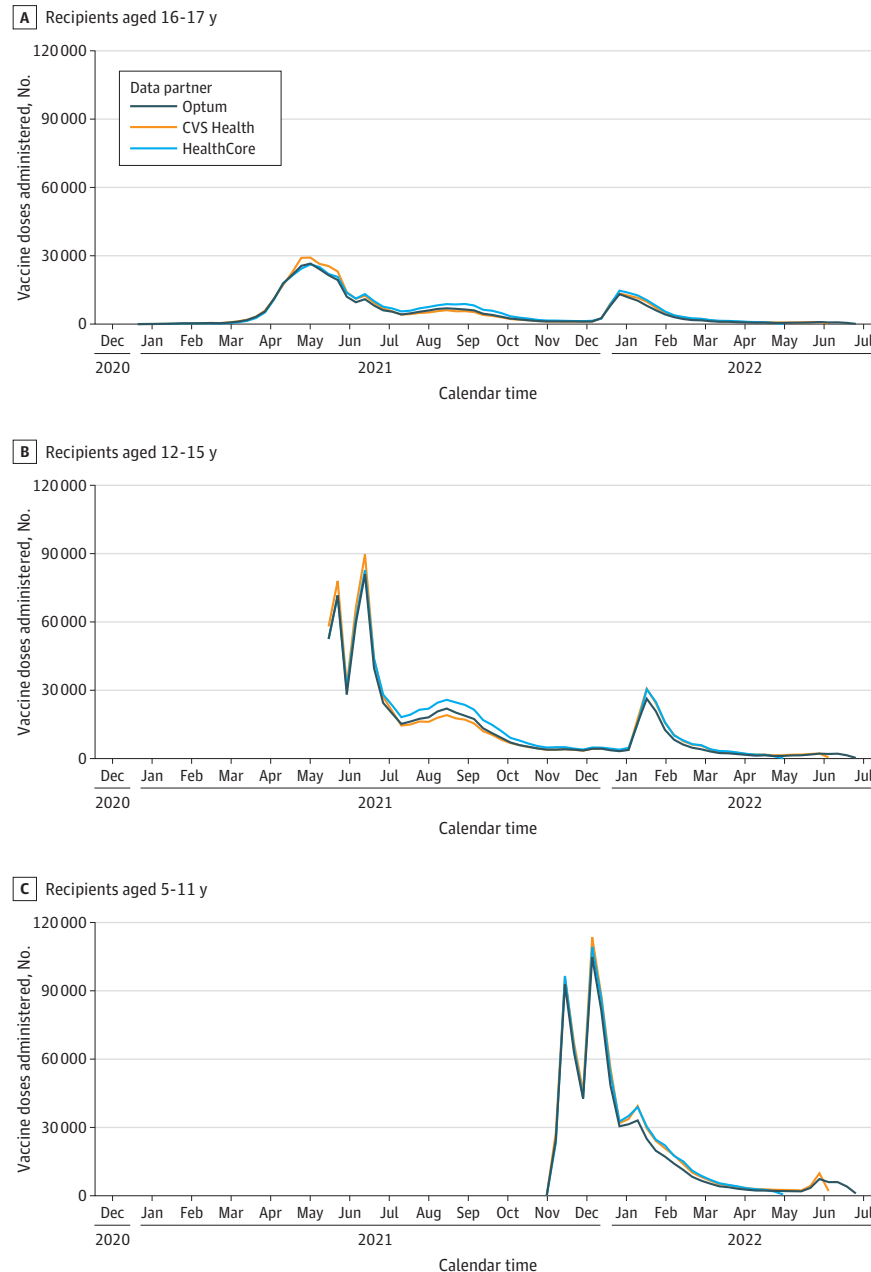 A Recipients aged 16-17 y
120 000
90 000
60 000
30 000
0
Vaccine doses administered, No.
Data partner
Optum
CVS Health
HealthCore
Dec Jan Feb Mar Apr May Jun Jul Aug Sep Oct Nov Dec Jan Feb Mar Apr May Jun Jul
2020 2021 2022
Calendar time
B Recipients aged 12-15 y
120 000
90 000
60 000
30 000
0
Vaccine doses administered, No.
Dec Jan Feb Mar Apr May Jun Jul Aug Sep Oct Nov Dec Jan Feb Mar Apr May Jun Jul
2020 2021 2022
Calendar time
C Recipients aged 5-11 y
120 000
90 000
60 000
30 000
0
Vaccine doses administered, No.
Dec Jan Feb Mar Apr May Jun Jul Aug Sep Oct Nov Dec Jan Feb Mar Apr May Jun Jul
2020 2021 2022
Calendar time